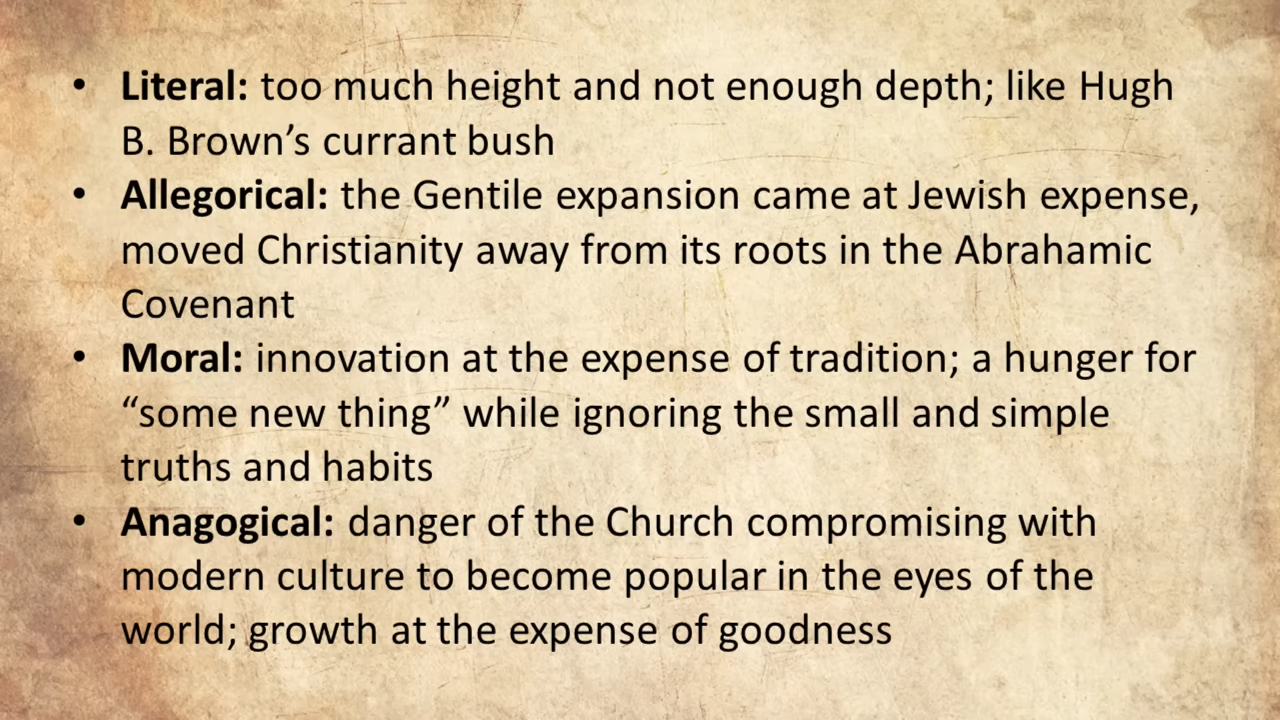 • Literal: too much height and not enough depth; like Hugh
B. Brown’s currant bush
• Allegorical: the Gentile expansion came at Jewish expense,
moved Christianity away from its roots in the Abrahamic
Covenant
• Moral: innovation at the expense of tradition; a hunger for
“some new thing” while ignoring the small and simple
truths and habits
• Anagogical: danger of the Church compromising with
modern culture to become popular in the eyes of the
world; growth at the expense of goodness